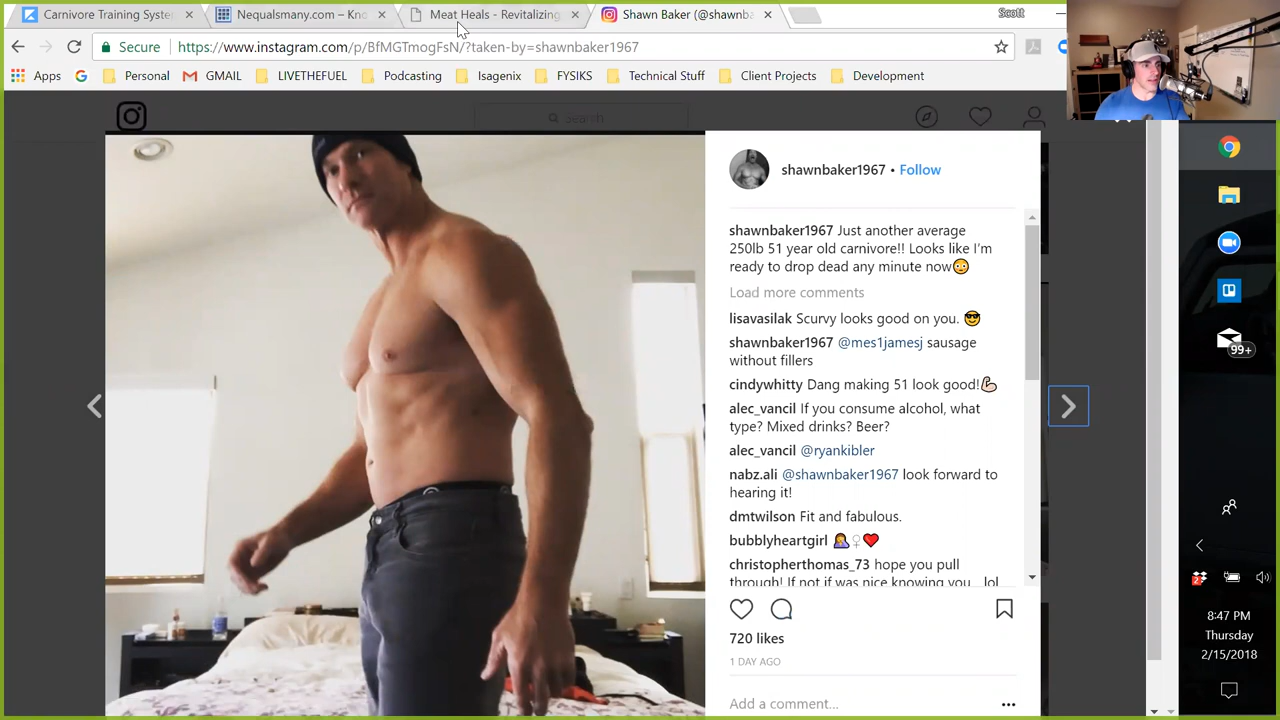 Carnivore Training Syste
Nequalsmany.com – Kno
Meat Heals - Revitalizing
Shawn Baker (@shawnba
Scott
Secure
https://www.instagram.com/p/BfMGTmogFsN/?taken-by=shawnbaker1967
Apps
Personal
GMAIL
LIVETHEFUEL
Podcasting
Isagenix
FYSIKS
Technical Stuff
Client Projects
Development
Search
shawnbaker1967 • Follow
shawnbaker1967 Just another average
250lb 51 year old carnivore!! Looks like I'm
ready to drop dead any minute now😳
Load more comments
lisavasilak Scurvy looks good on you. 😎
shawnbaker1967 @mes1jamesj sausage
without fillers
cindywhitty Dang making 51 look good!💪🏻
alec_vancil If you consume alcohol, what
type? Mixed drinks? Beer?
alec_vancil @ryankibler
nabz.ali @shawnbaker1967 look forward to
hearing it!
dmtwilson Fit and fabulous.
bubblyheartgirl 🤦♀❤
christopherthomas_73 hope you pull
through! If not if was nice knowing you...lol
720 likes
1 DAY AGO
Add a comment...
99+
2
8:47 PM
Thursday
2/15/2018